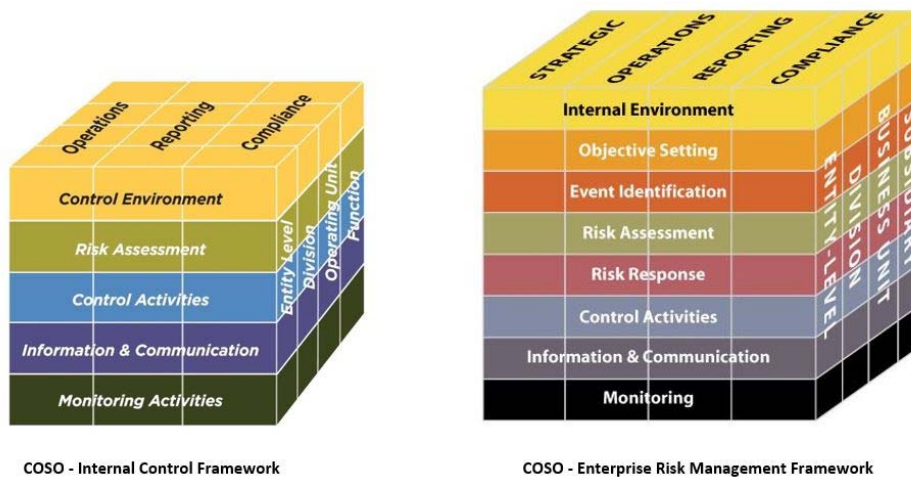 Operations
Reporting
Compliance
Control Environment
Risk Assessment
Control Activities
Information & Communication
Monitoring Activities
Entity Level
Division
Operating Unit
Function
COSO - Internal Control Framework
STRATEGIC
OPERATIONS
REPORTING
COMPLIANCE
Internal Environment
Objective Setting
Event Identification
Risk Assessment
Risk Response
Control Activities
Information & Communication
Monitoring
ENTITY-LEVEL
DIVISION
BUSINESS UNIT
SUBSIDIARY
COSO - Enterprise Risk Management Framework